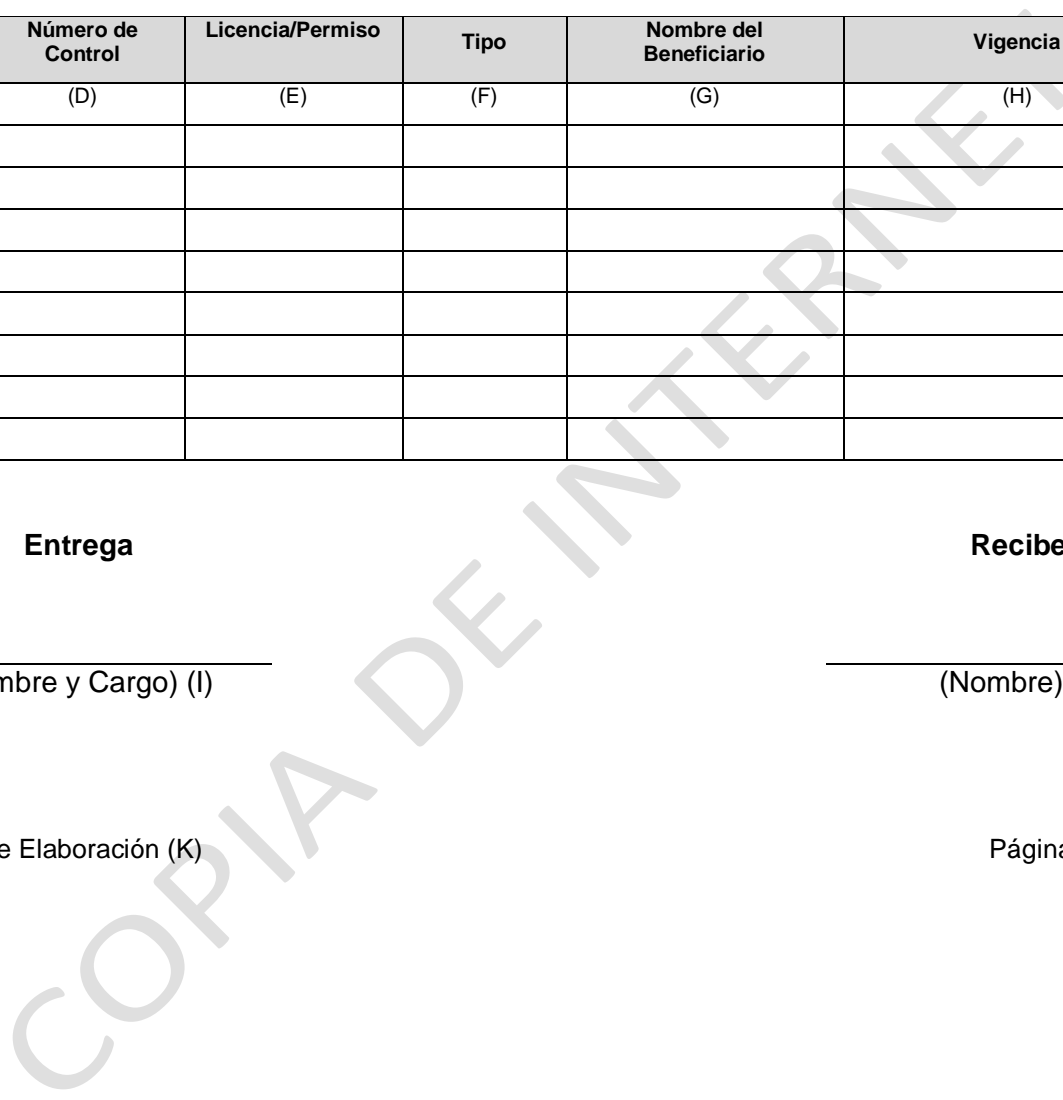 Número de Control
Licencia/Permiso
Tipo
Nombre del Beneficiario
Vigencia
(D)
(E)
(F)
(G)
(H)
Entrega
Recibe
mbre y Cargo) (I)
(Nombre)
e Elaboración (K)
Página
COPIA DE INTERNET